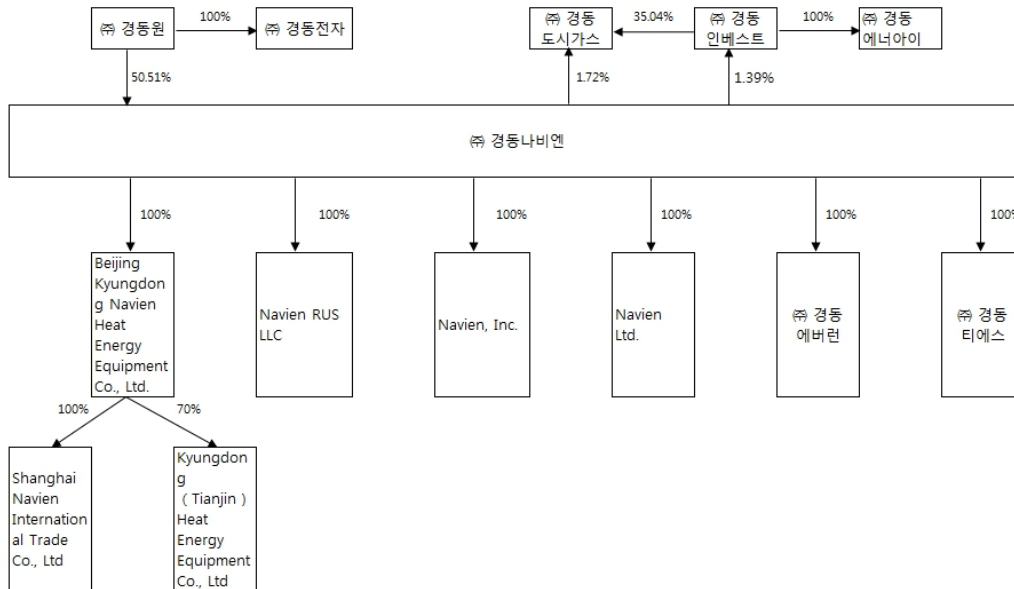 ㈜ 경동원
100%
㈜ 경동전자
㈜ 경동
도시가스
35.04%
㈜ 경동
인베스트
100%
㈜ 경동
에너아이
50.51%
1.72%
1.39%
㈜ 경동나비엔
100%
100%
100%
100%
100%
100%
Beijing
Kyungdon
g Navien
Heat
Energy
Equipment
Co., Ltd.
Navien RUS
LLC
Navien, Inc.
Navien
Ltd.
㈜ 경동
에버런
㈜ 경동
티에스
100%
70%
Shanghai
Navien
Internation
al Trade
Co., Ltd
Kyungdon
g
( Tianjin )
Heat
Energy
Equipment
Co., Ltd